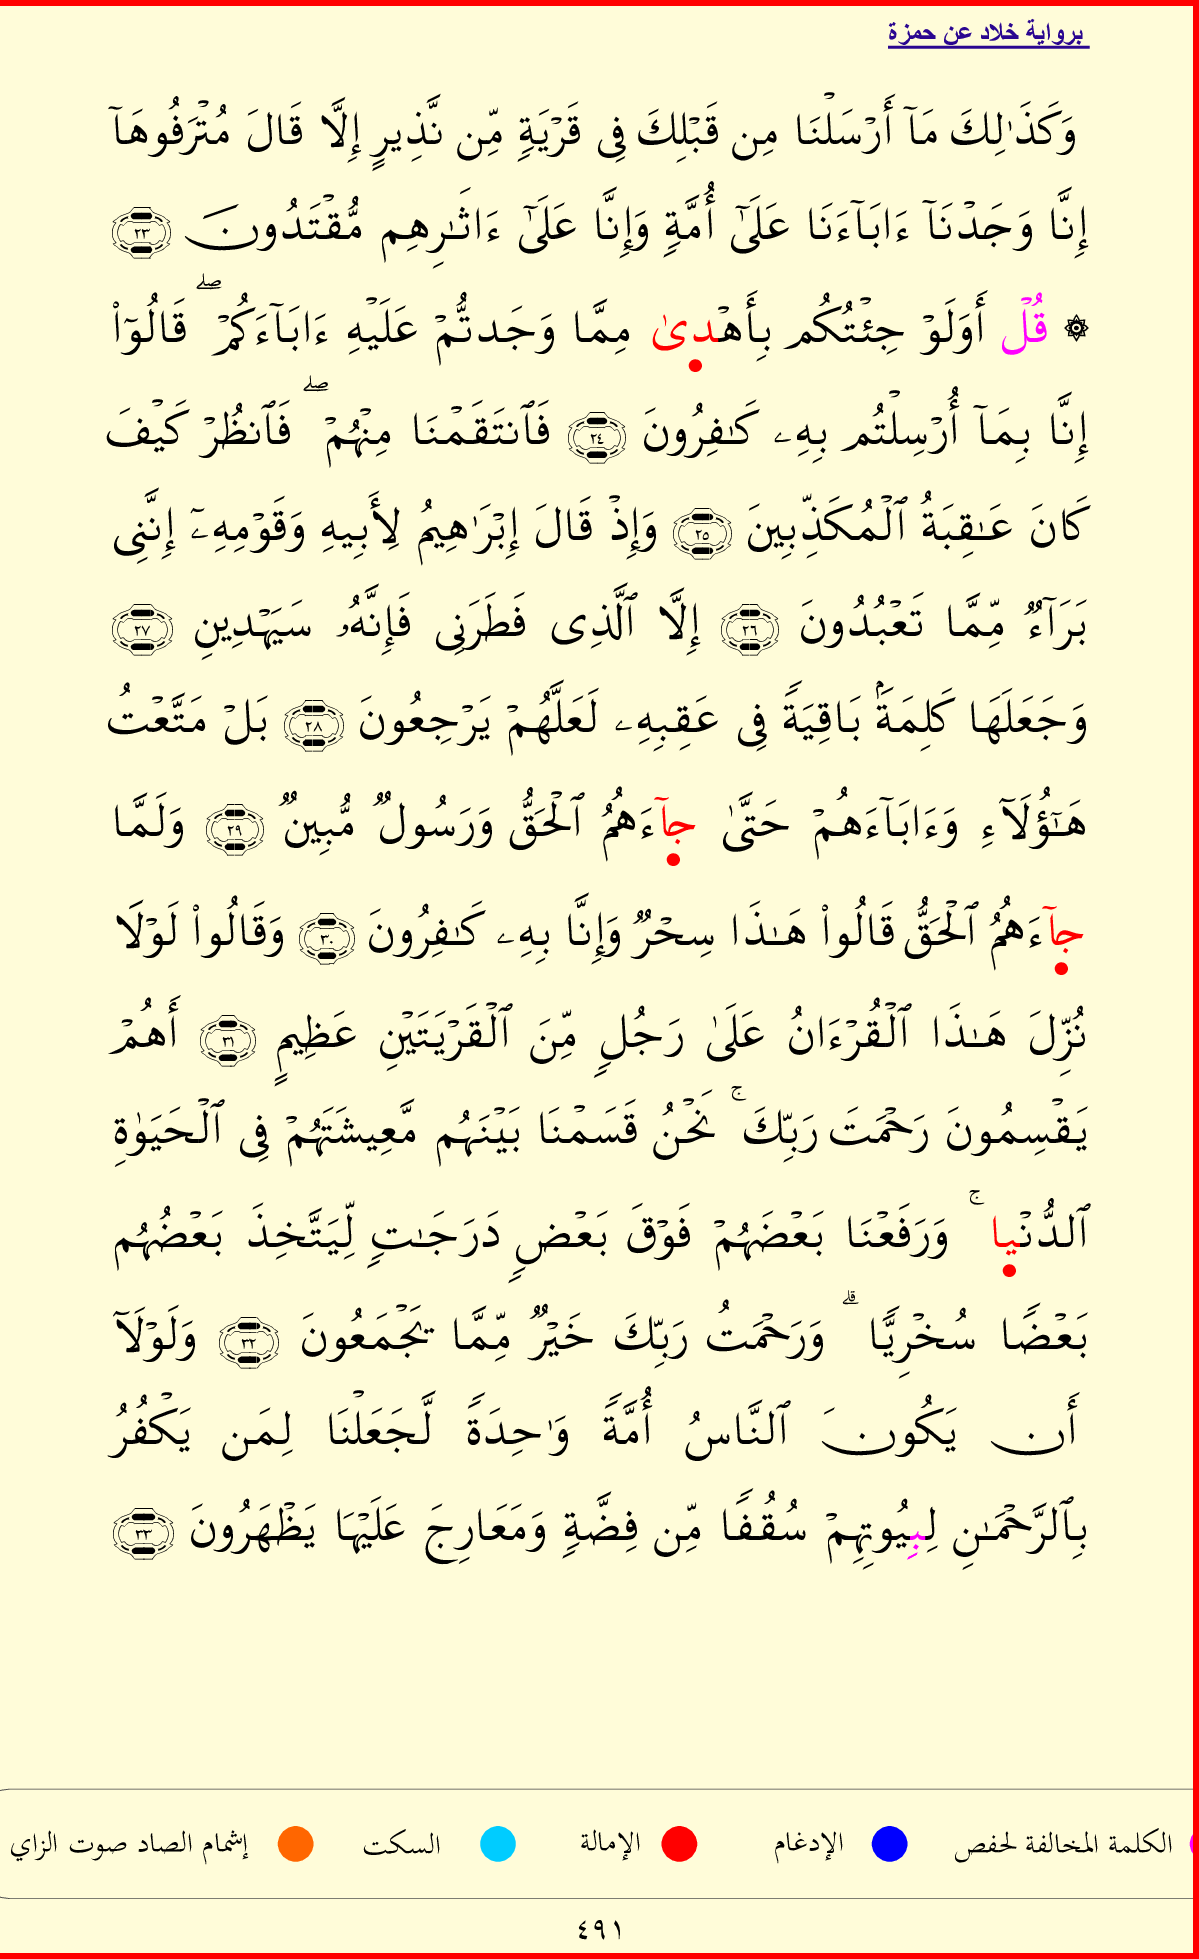 برواية خلاد عن حمزة
وَكَذَٰلِكَ مَآ أَرۡسَلۡنَا مِن قَبۡلِكَ فِي قَرۡيَةٖ مِّن نَّذِيرٍ إِلَّا قَالَ مُتۡرَفُوهَآ
إِنَّا وَجَدۡنَآ ءَابَآءَنَا عَلَىٰٓ أُمَّةٖ وَإِنَّا عَلَىٰٓ ءَاثَٰرِهِم مُّقۡتَدُونَ ٢٣
۞ قُلۡ أَوَلَوۡ جِئۡتُكُم بِأَهۡدىٰ مِمَّا وَجَدتُّمۡ عَلَيۡهِ ءَابَآءَكُمۡۖ قَالُوٓاْ
إِنَّا بِمَآ أُرۡسِلۡتُم بِهِۦ كَٰفِرُونَ ٢٤ فَٱنتَقَمۡنَا مِنۡهُمۡۖ فَٱنظُرۡ كَيۡفَ
كَانَ عَٰقِبَةُ ٱلۡمُكَذِّبِينَ ٢٥ وَإِذۡ قَالَ إِبۡرَٰهِيمُ لِأَبِيهِ وَقَوۡمِهِۦٓ إِنَّنِي
بَرَآءٞ مِّمَّا تَعۡبُدُونَ ٢٦ إِلَّا ٱلَّذِي فَطَرَنِي فَإِنَّهُۥ سَيَهۡدِينِ ٢٧
وَجَعَلَهَا كَلِمَةَۢ بَاقِيَةٗ فِي عَقِبِهِۦ لَعَلَّهُمۡ يَرۡجِعُونَ ٢٨ بَلۡ مَتَّعۡتُ
هَٰٓؤُلَآءِ وَءَابَآءَهُمۡ حَتَّىٰ جآءَهُمُ ٱلۡحَقُّ وَرَسُولٞ مُّبِينٞ ٢٩ وَلَمَّا
جآءَهُمُ ٱلۡحَقُّ قَالُواْ هَٰذَا سِحۡرٞ وَإِنَّا بِهِۦ كَٰفِرُونَ ٣٠ وَقَالُواْ لَوۡلَا
نُزِّلَ هَٰذَا ٱلۡقُرۡءَانُ عَلَىٰ رَجُلٖ مِّنَ ٱلۡقَرۡيَتَيۡنِ عَظِيمٍ ٣١ أَهُمۡ
يَقۡسِمُونَ رَحۡمَتَ رَبِّكَۚ نَحۡنُ قَسَمۡنَا بَيۡنَهُم مَّعِيشَتَهُمۡ فِي ٱلۡحَيَوٰةِ
ٱلدُّنۡياۚ وَرَفَعۡنَا بَعۡضَهُمۡ فَوۡقَ بَعۡضٖ دَرَجَٰتٖ لِّيَتَّخِذَ بَعۡضُهُم
بَعۡضٗا سُخۡرِيّٗاۗ وَرَحۡمَتُ رَبِّكَ خَيۡرٞ مِّمَّا يَجۡمَعُونَ ٣٢ وَلَوۡلَآ
أَن يَكُونَ ٱلنَّاسُ أُمَّةٗ وَٰحِدَةٗ لَّجَعَلۡنَا لِمَن يَكۡفُرُ
بِٱلرَّحۡمَٰنِ لِبِيُوتِهِمۡ سُقُفٗا مِّن فِضَّةٖ وَمَعَارِجَ عَلَيۡهَا يَظۡهَرُونَ ٣٣
الكلمة المخالفة لحفص الإدغام الإمالة السكت إشمام الصاد صوت الزاي
٤٩١